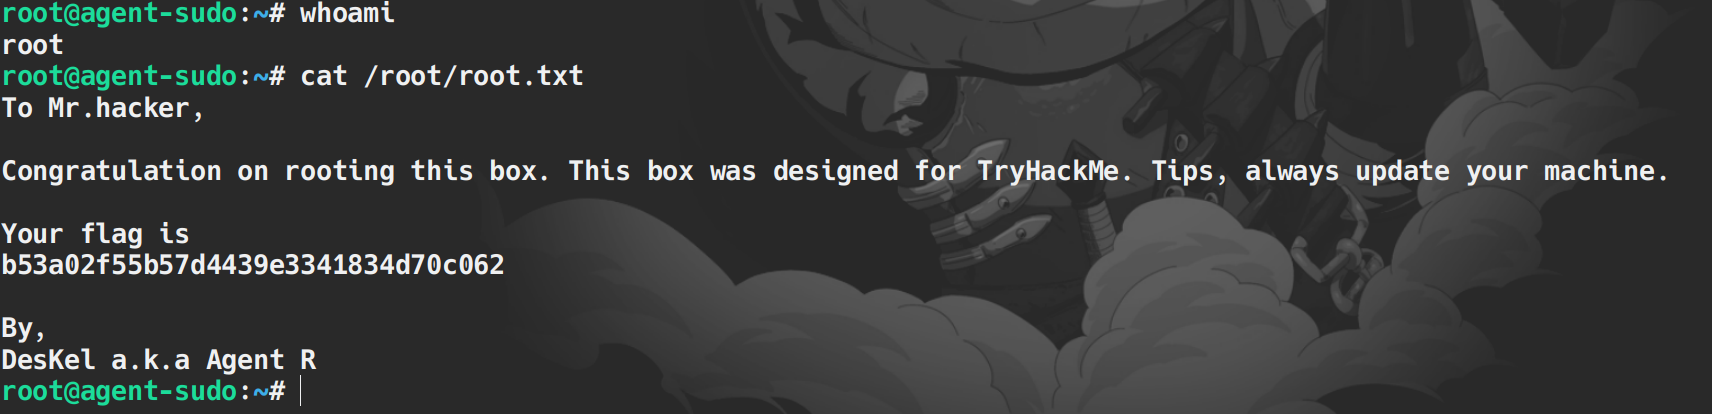 root@agent-sudo:~# whoami
root
root@agent-sudo:~# cat /root/root.txt
To Mr.hacker,
Congratulation on rooting this box. This box was designed for TryHackMe. Tips, always update your machine.
Your flag is
b53a02f55b57d4439e3341834d70c062
By,
DesKel a.k.a Agent R
root@agent-sudo:~#